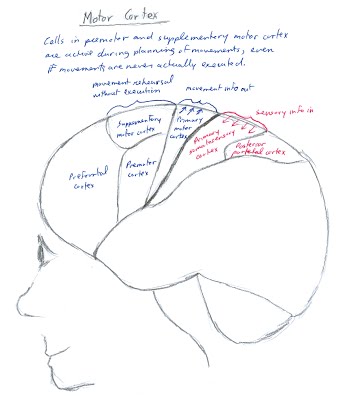 Motor Cortex
Cells in premotor and supplementary motor cortex
are active during planning of movements, even
if movements are never actually executed.
movement rehearsal
without execution
movement info out
sensory info in
Supplementary
motor cortex
Primary
motor
cortex
Primary
somatosensory
cortex
Posterior
parietal cortex
Premotor
cortex
Prefrontal
cortex